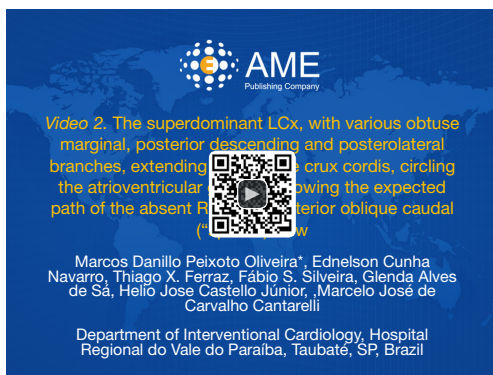 AME
Publishing Company
Video 2. The superdominant LCx, with various obtuse
marginal, posterior descending and posterolateral
branches, extending crux cordis, circling
the atrioventricular owing the expected
path of the absent R terior oblique caudal
(“ w
Marcos Danillo Peixoto Oliveira*, Ednelson Cunha
Navarro, Thiago X. Ferraz, Fábio S. Silveira, Glenda Alves
de Sá, Helio Jose Castello Júnior, ,Marcelo José de
Carvalho Cantarelli
Department of Interventional Cardiology, Hospital
Regional do Vale do Paraíba, Taubaté, SP, Brazil